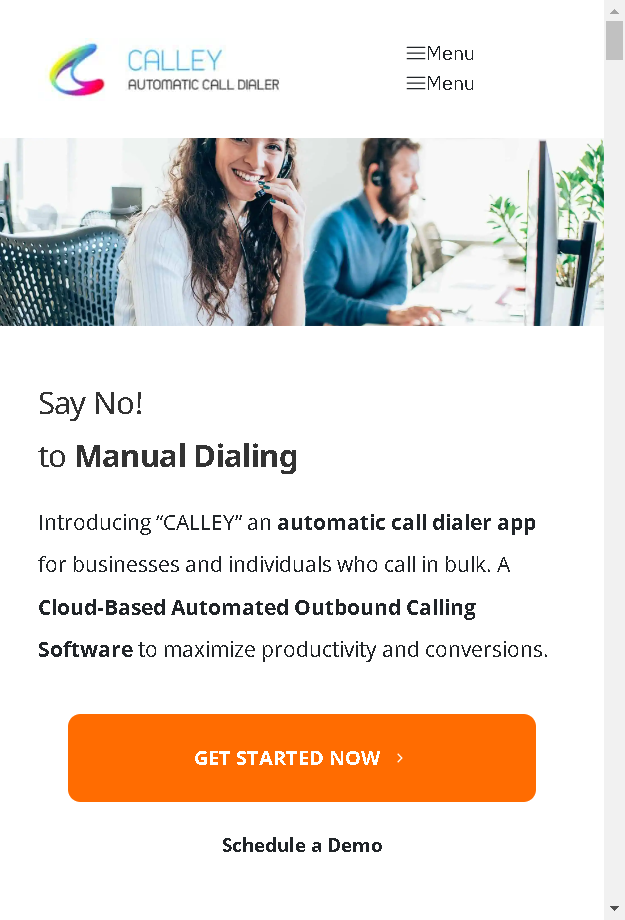 CALLEY
AUTOMATIC CALL DIALER
Menu
Menu
Say No!
to Manual Dialing
Introducing “CALLEY” an automatic call dialer app
for businesses and individuals who call in bulk. A
Cloud-Based Automated Outbound Calling
Software to maximize productivity and conversions.
GET STARTED NOW
Schedule a Demo